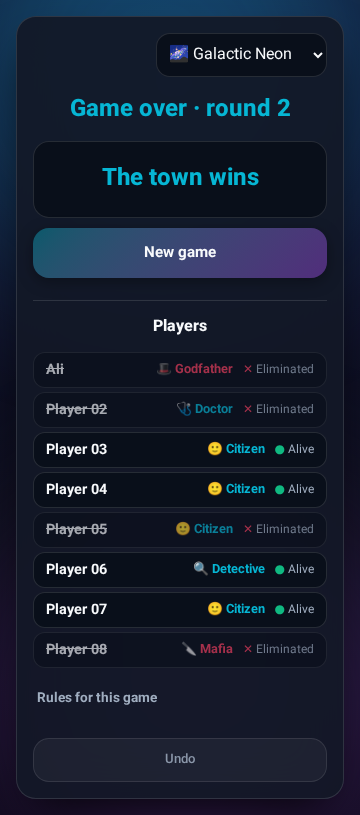 🌌 Galactic Neon
Game over · round 2
The town wins
New game
Players
Ali 🎩 Godfather ✕ Eliminated
Player 02 🩺 Doctor ✕ Eliminated
Player 03 🙂 Citizen Alive
Player 04 🙂 Citizen Alive
Player 05 🙂 Citizen ✕ Eliminated
Player 06 🔍 Detective Alive
Player 07 🙂 Citizen Alive
Player 08 🔪 Mafia ✕ Eliminated
Rules for this game
Undo